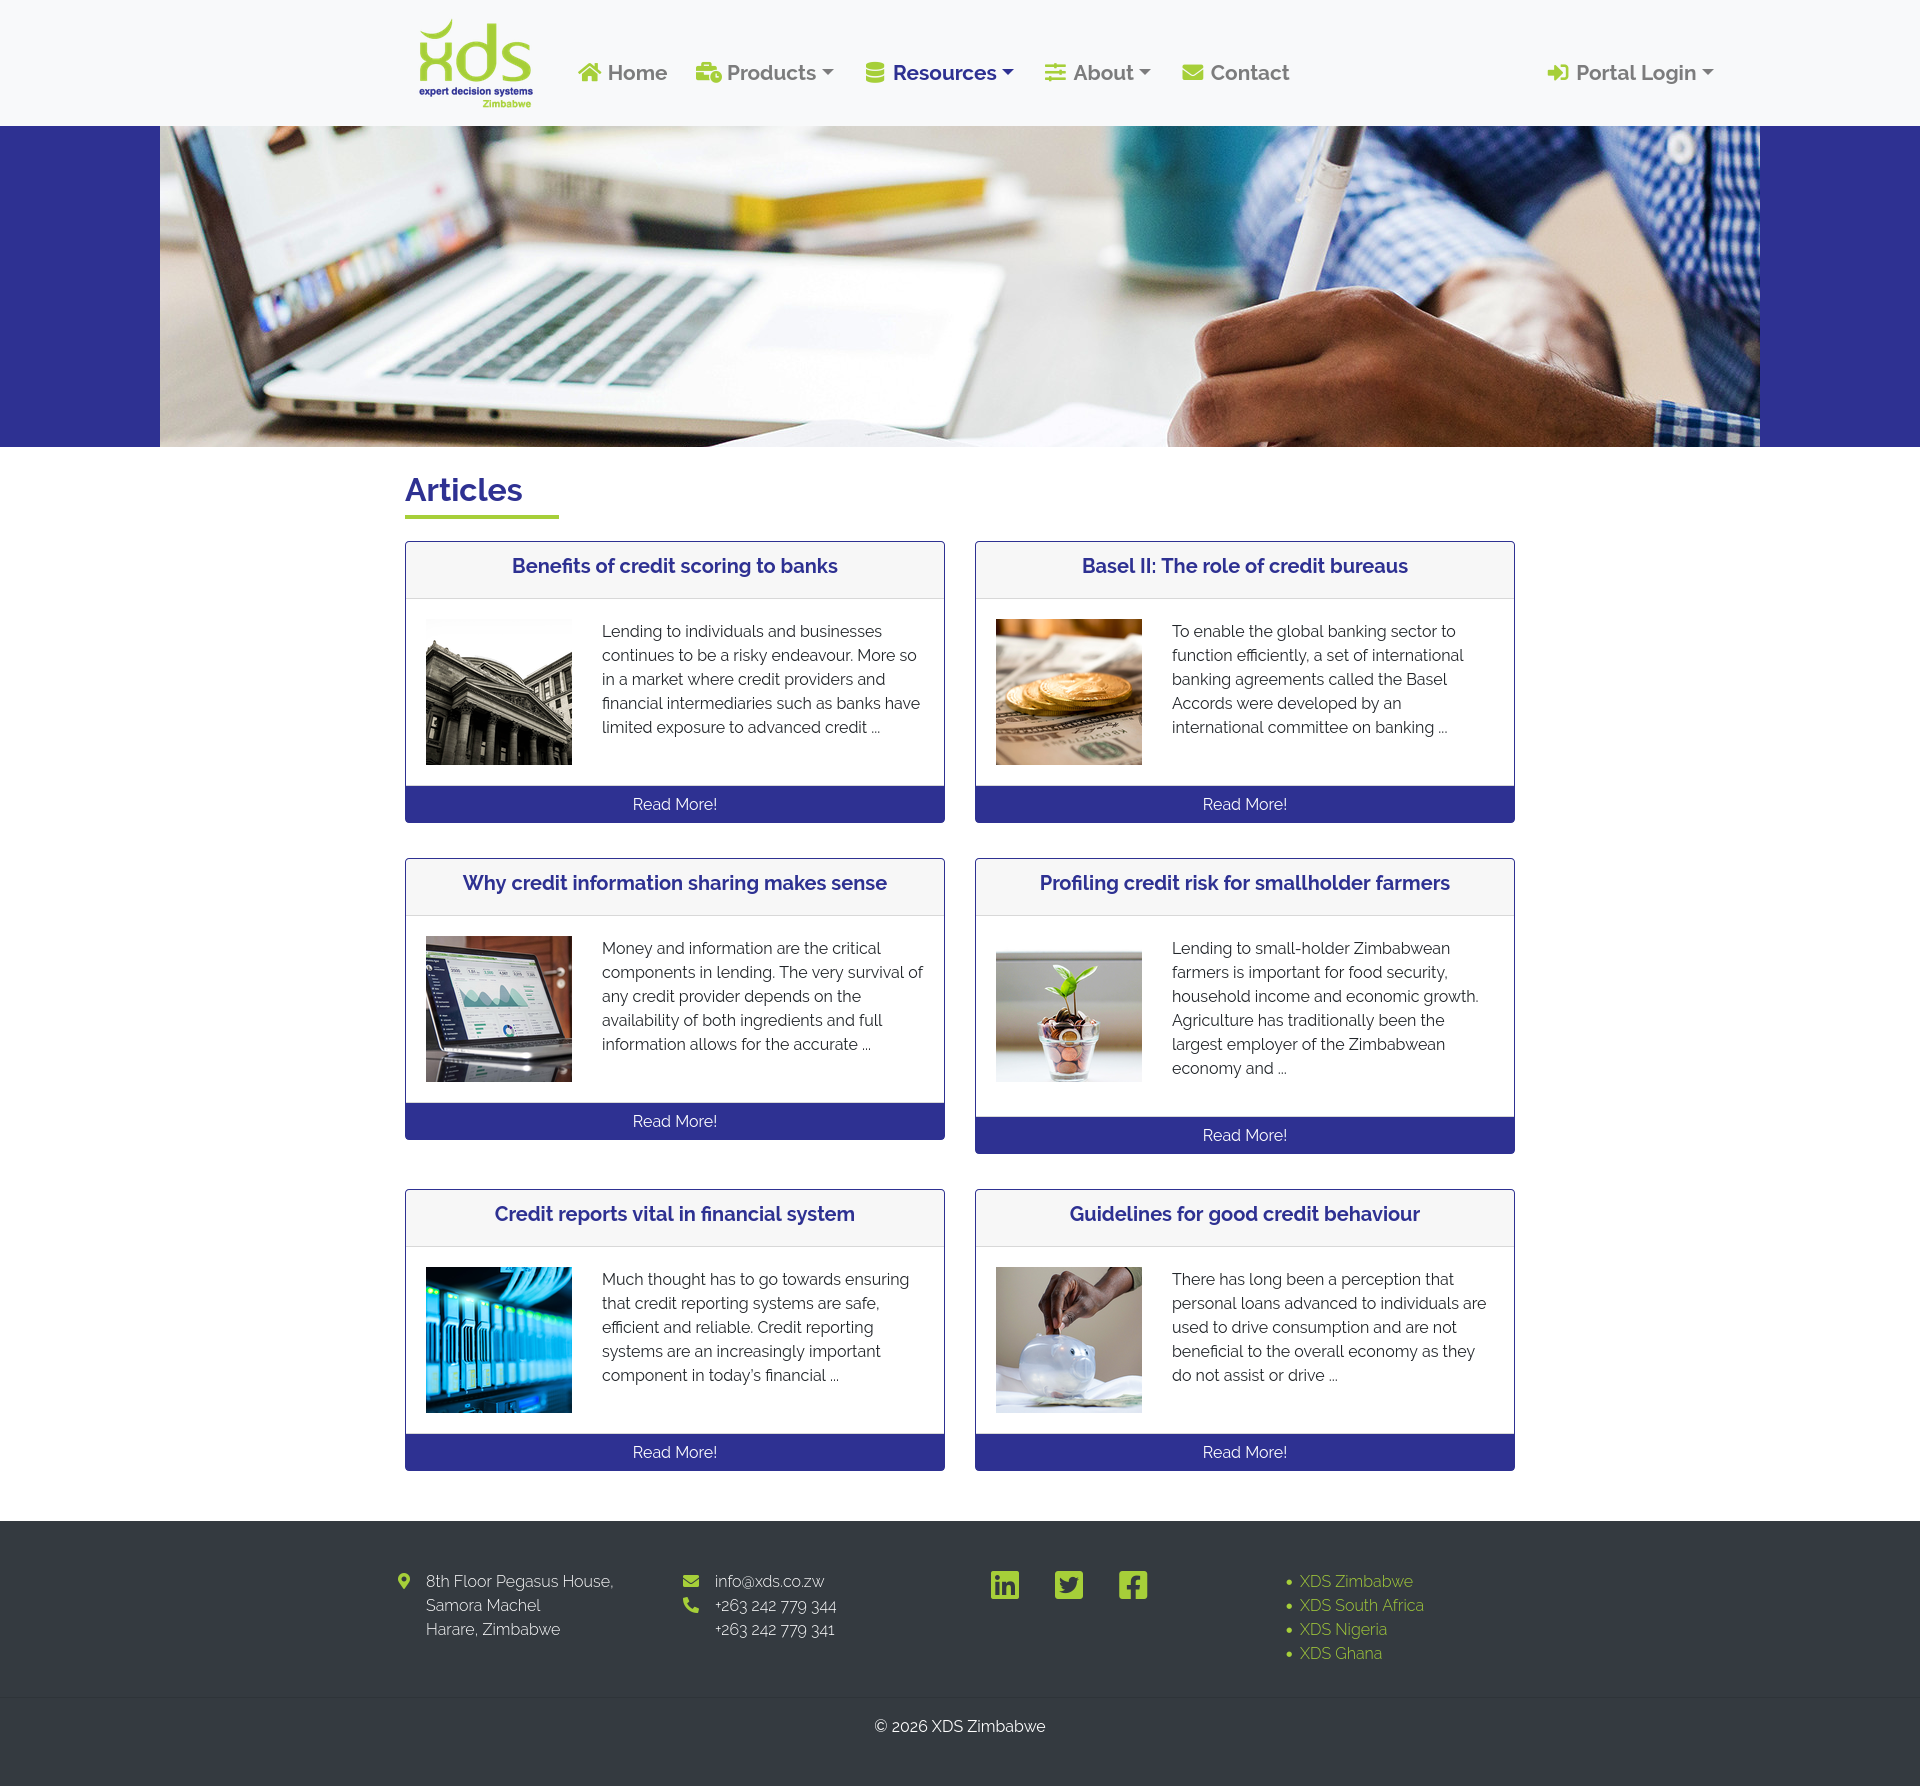 xds
expert decision systems
Zimbabwe
Home
Products
Resources
About
Contact
Portal Login
Articles
Benefits of credit scoring to banks
Lending to individuals and businesses
continues to be a risky endeavour. More so
in a market where credit providers and
financial intermediaries such as banks have
limited exposure to advanced credit ...
Read More!
Basel II: The role of credit bureaus
To enable the global banking sector to
function efficiently, a set of international
banking agreements called the Basel
Accords were developed by an
international committee on banking ...
Read More!
Why credit information sharing makes sense
Money and information are the critical
components in lending. The very survival of
any credit provider depends on the
availability of both ingredients and full
information allows for the accurate ...
Read More!
Profiling credit risk for smallholder farmers
Lending to small-holder Zimbabwean
farmers is important for food security,
household income and economic growth.
Agriculture has traditionally been the
largest employer of the Zimbabwean
economy and ...
Read More!
Credit reports vital in financial system
Much thought has to go towards ensuring
that credit reporting systems are safe,
efficient and reliable. Credit reporting
systems are an increasingly important
component in today's financial ...
Read More!
Guidelines for good credit behaviour
There has long been a perception that
personal loans advanced to individuals are
used to drive consumption and are not
beneficial to the overall economy as they
do not assist or drive ...
Read More!
8th Floor Pegasus House,
Samora Machel
Harare, Zimbabwe
info@xds.co.zw
+263 242 779 344
+263 242 779 341
• XDS Zimbabwe
• XDS South Africa
• XDS Nigeria
• XDS Ghana
© 2026 XDS Zimbabwe